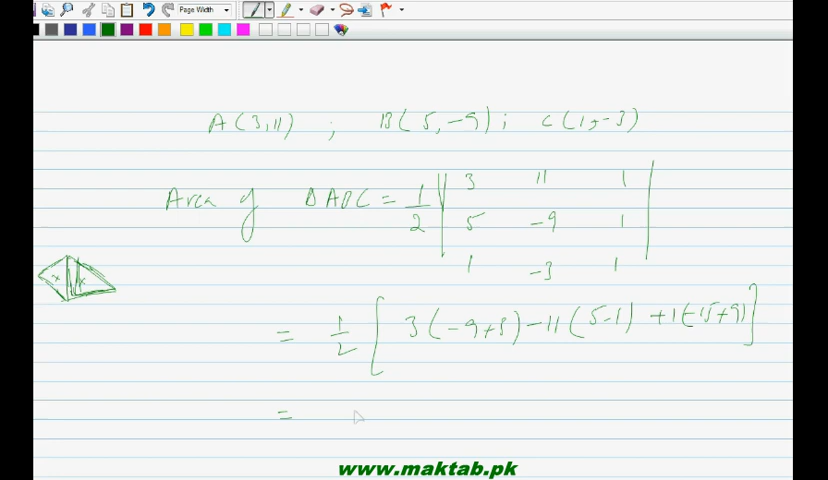 Page Width
A(3,11) ; B(5,-9); C(1,-3)
Area of ΔABC = 1/2 | 3 11 1
5 -9 1
1 -3 1 |
= 1/2 [ 3(-9+3) -11(5-1) +1(-15+9) ]
=
www.maktab.pk